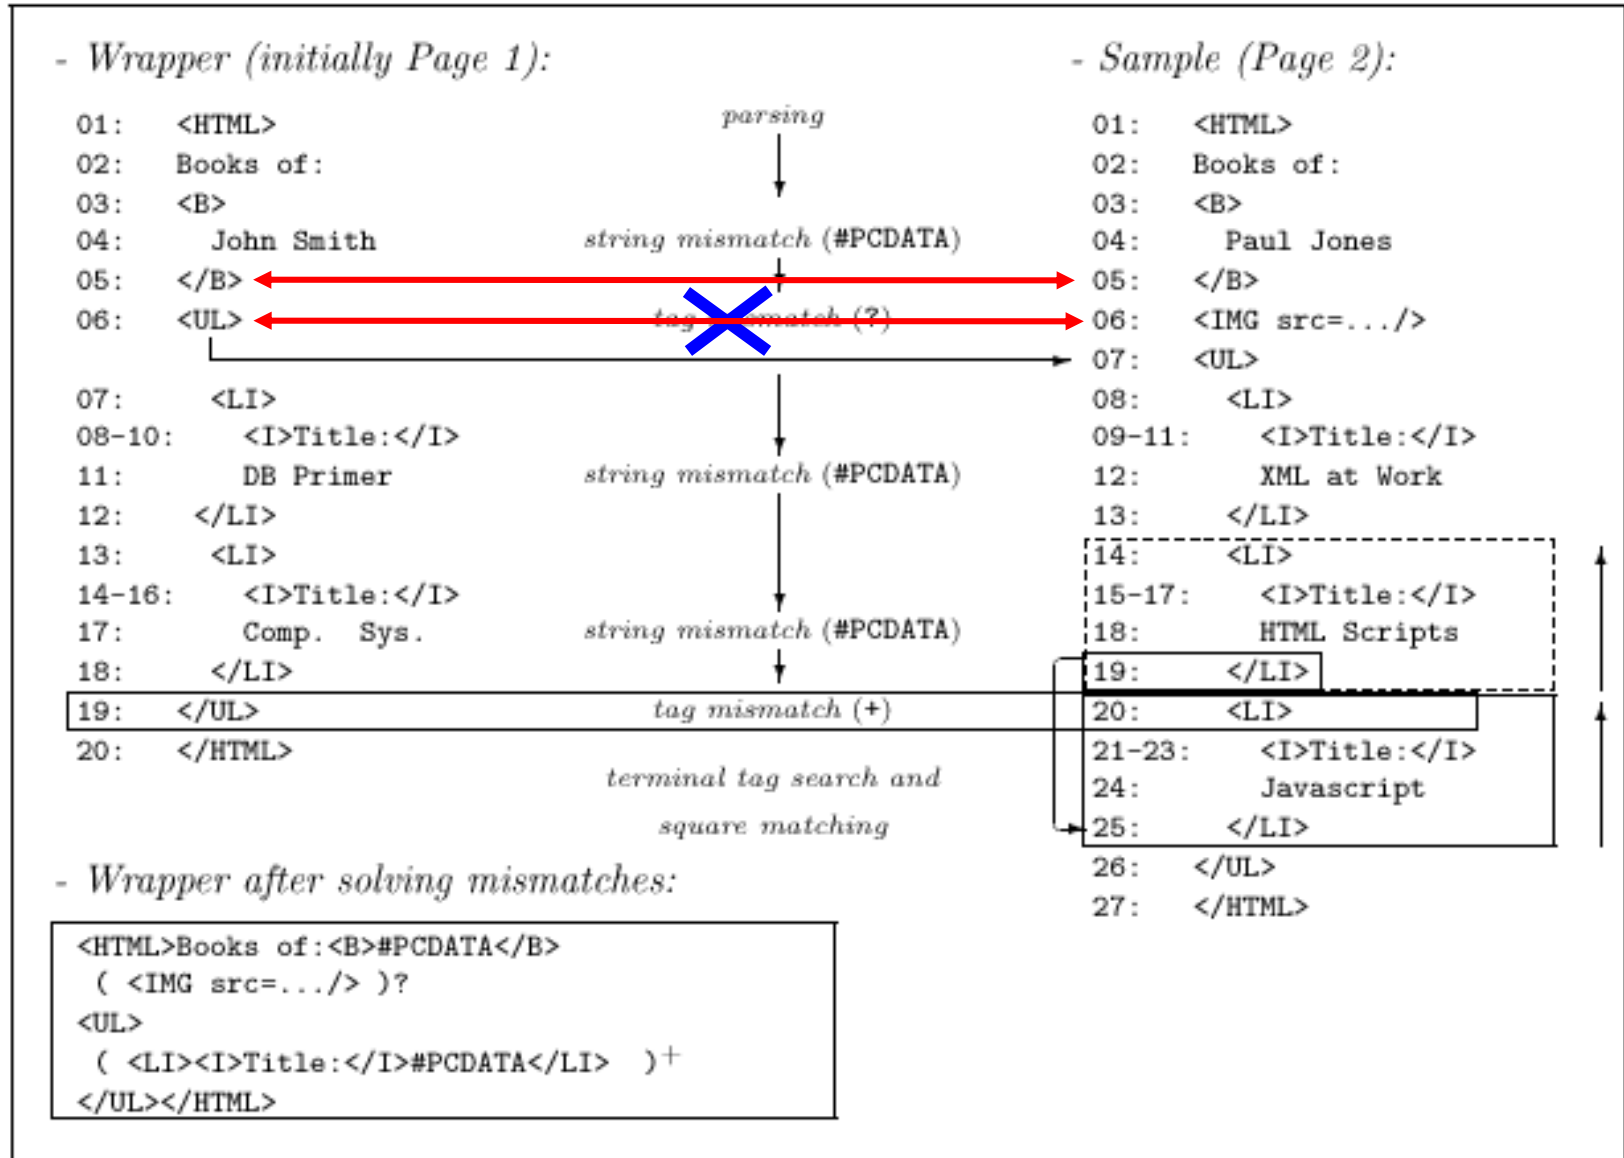 - Wrapper (initially Page 1):
01: <HTML>
02: Books of:
03: <B>
04: John Smith
05: </B>
06: <UL>
07: <LI>
08-10: <I>Title:</I>
11: DB Primer
12: </LI>
13: <LI>
14-16: <I>Title:</I>
17: Comp. Sys.
18: </LI>
19: </UL>
20: </HTML>
parsing
string mismatch (#PCDATA)
tag mismatch (?)
string mismatch (#PCDATA)
string mismatch (#PCDATA)
tag mismatch (+)
terminal tag search and
square matching
- Sample (Page 2):
01: <HTML>
02: Books of:
03: <B>
04: Paul Jones
05: </B>
06: <IMG src=.../>
07: <UL>
08: <LI>
09-11: <I>Title:</I>
12: XML at Work
13: </LI>
14: <LI>
15-17: <I>Title:</I>
18: HTML Scripts
19: </LI>
20: <LI>
21-23: <I>Title:</I>
24: Javascript
25: </LI>
26: </UL>
27: </HTML>
- Wrapper after solving mismatches:
<HTML>Books of:<B>#PCDATA</B>
( <IMG src=.../> )?
<UL>
( <LI><I>Title:</I>#PCDATA</LI> )+
</UL></HTML>